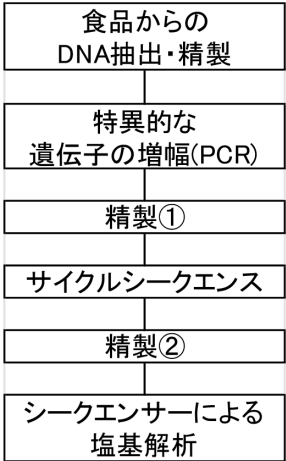 食品からの
DNA抽出・精製
特異的な
遺伝子の増幅(PCR)
精製①
サイクルシークエンス
精製②
シークエンサーによる
塩基解析